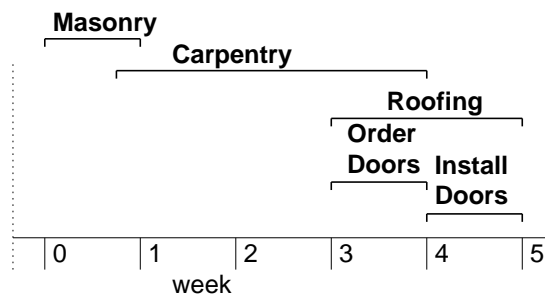 Masonry
Carpentry
Roofing
Order
Doors
Install
Doors
0 1 2 3 4 5
week